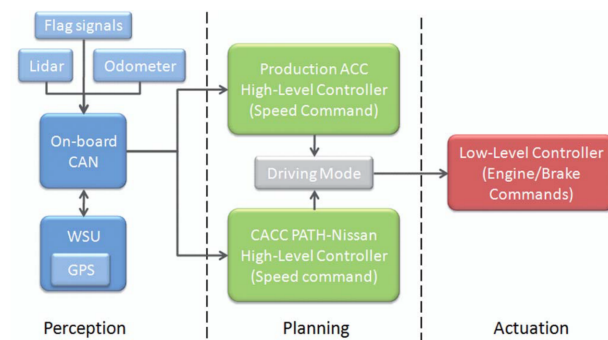 Flag signals
Lidar
Odometer
On-board
CAN
WSU
GPS
Production ACC
High-Level Controller
(Speed Command)
Driving Mode
CACC PATH-Nissan
High-Level Controller
(Speed command)
Low-Level Controller
(Engine/Brake
Commands)
Perception
Planning
Actuation